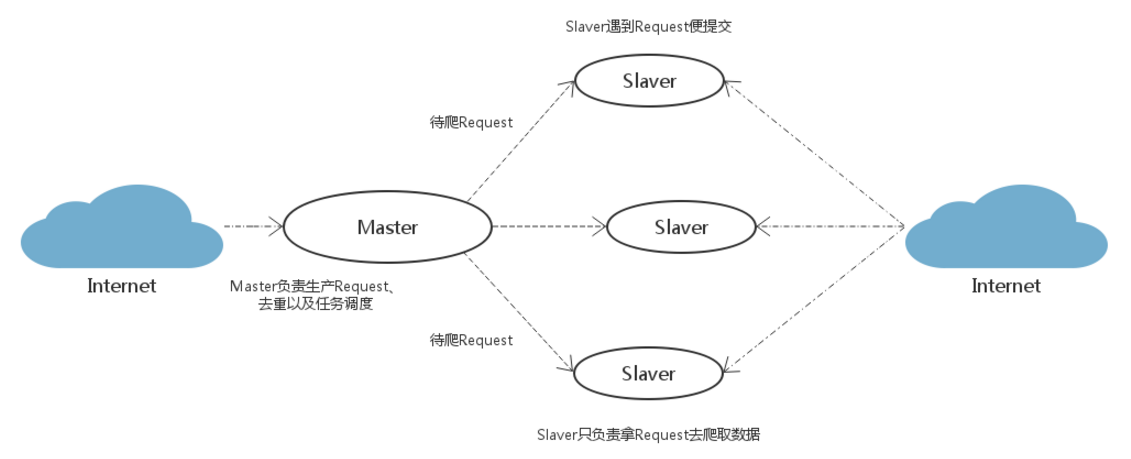 Slaver遇到Request便提交
Slaver
待爬Request
Master
Slaver
Internet
Internet
Master负责生产Request、
去重以及任务调度
待爬Request
Slaver
Slaver只负责拿Request去爬取数据